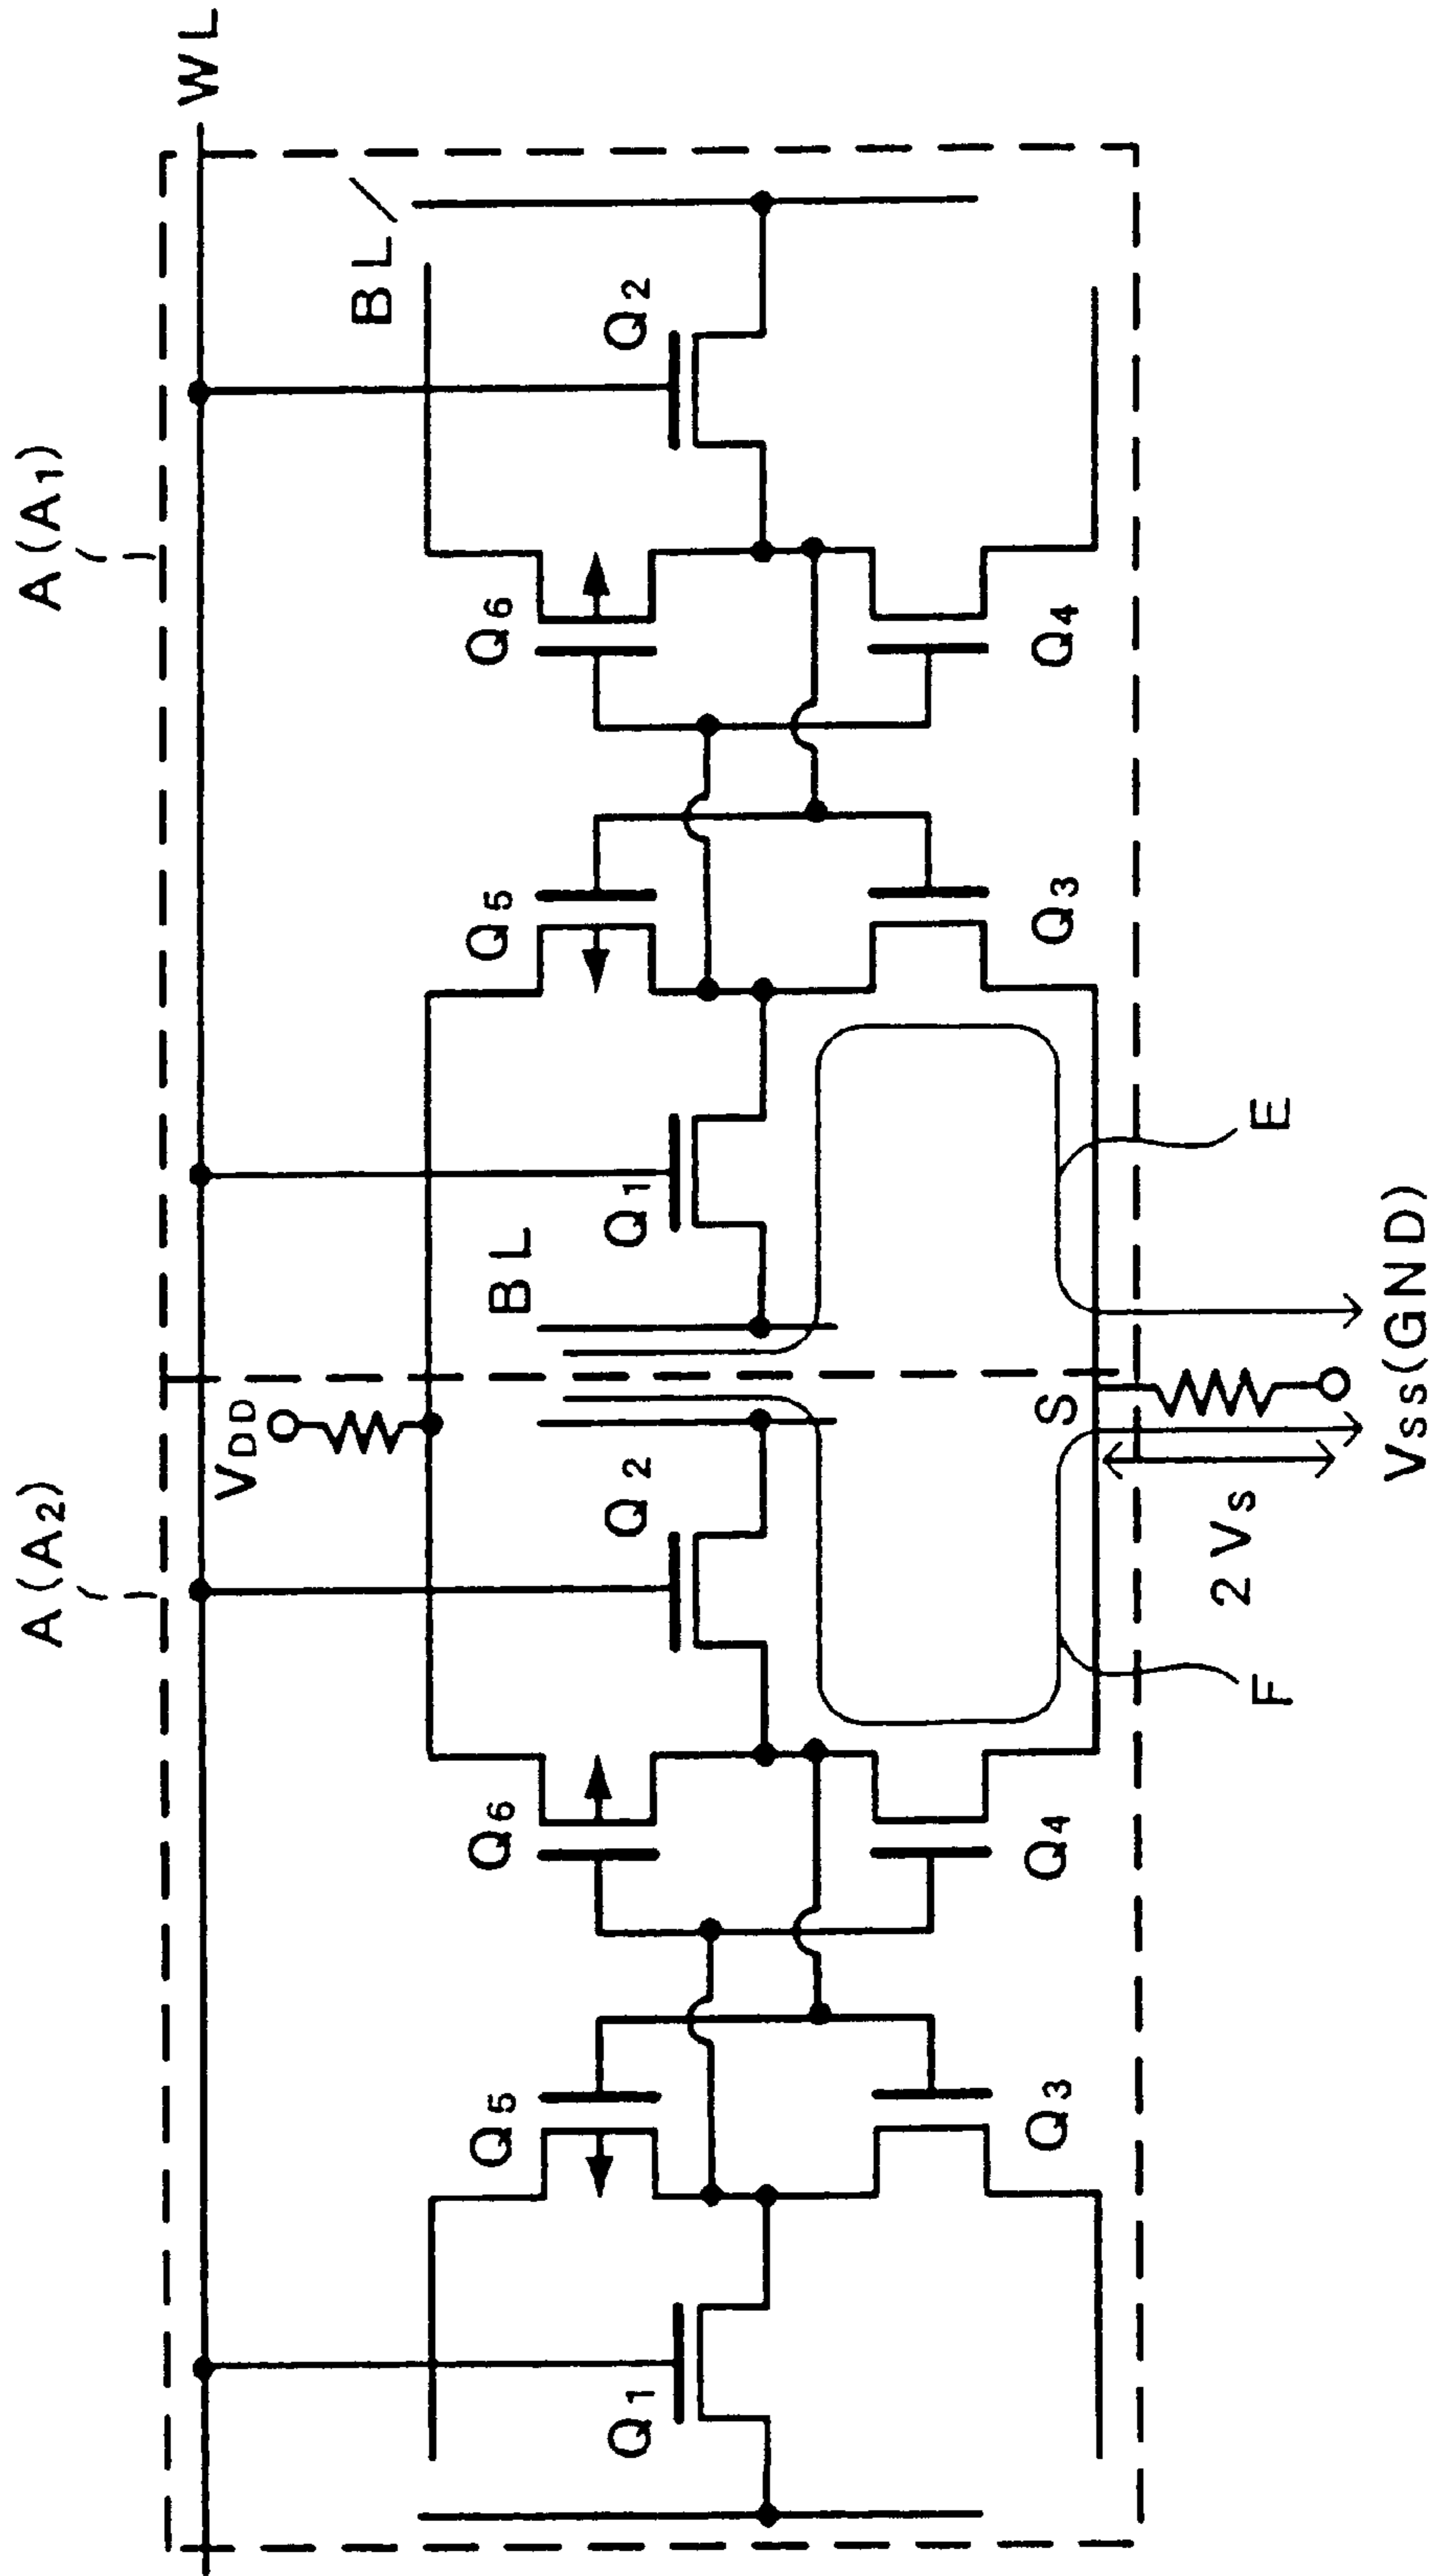 A(A2)
A(A1)
WL
VDD
BL
Q5
Q6
BL
Q5
Q6
Q1
Q2
Q1
Q2
Q3
Q4
S
Q3
Q4
2Vs
F
E
Vss(GND)